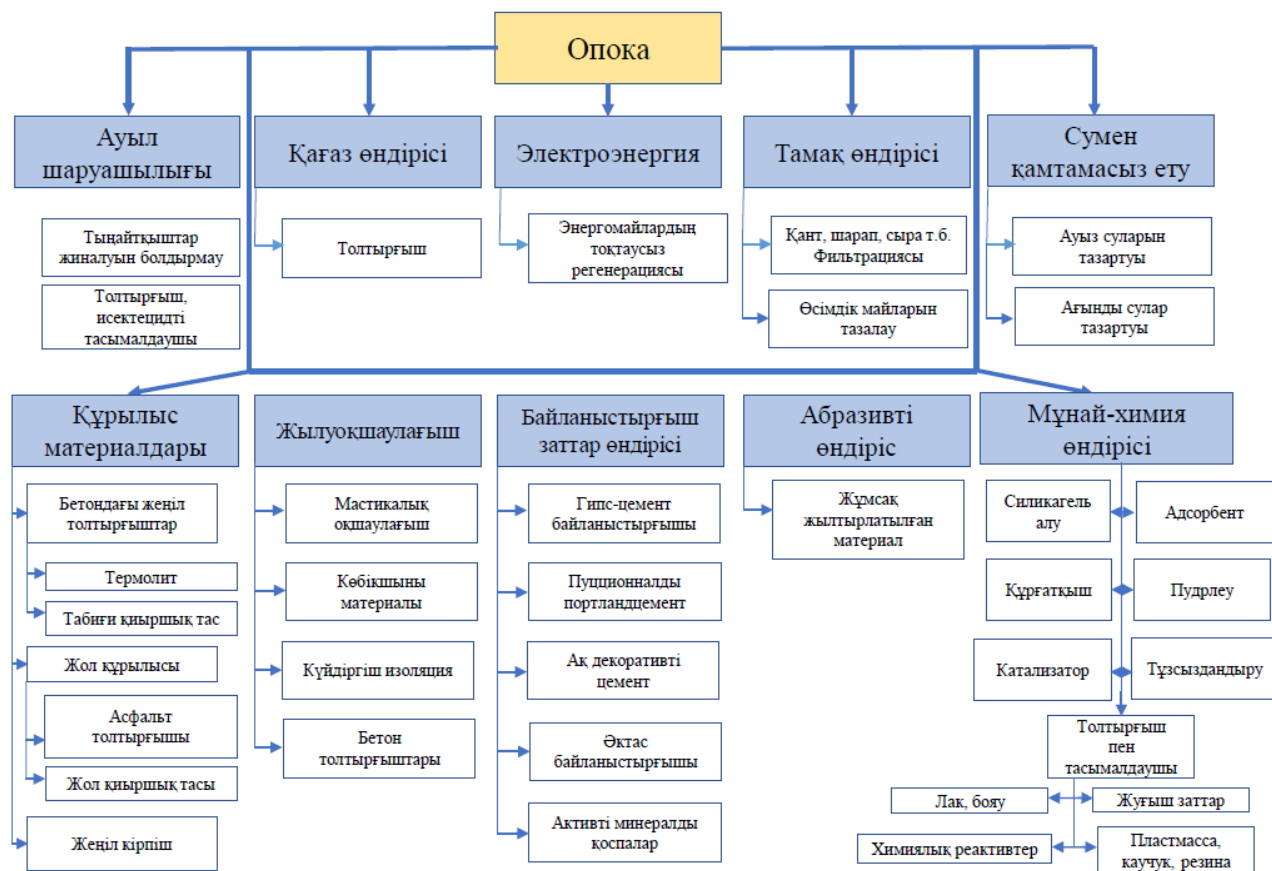 Опока
Ауыл
шаруашылығы
Қағаз өндірісі
Электроэнергия
Тамақ өндірісі
Сумен
қамтамасыз ету
Тыңайтқыштар
жиналуын болдырмау
Толтырғыш,
исектецидті
тасымалдаушы
Толтырғыш
Энергомайлардың
тоқтаусыз
регенерациясы
Қант, шарап, сыра т.б.
Фильтрациясы
Өсімдік майларын
тазалау
Ауыз суларын
тазартуы
Ағынды сулар
тазартуы
Құрылыс
материалдары
Жылуоқшаулағыш
Байланыстырғыш
заттар өндірісі
Абразивті
өндіріс
Мұнай-химия
өндірісі
Бетондағы жеңіл
толтырғыштар
Термолит
Табиғи қиыршық тас
Жол құрылысы
Асфальт
толтырғышы
Жол қиыршық тасы
Жеңіл кірпіш
Мастикалық
оқшаулағыш
Көбікшыны
материалы
Күйдіргіш изоляция
Бетон
толтырғыштары
Гипс-цемент
байланыстырғышы
Пуцционналды
портландцемент
Ақ декоративті
цемент
Әктас
байланыстырғышы
Активті минералды
қоспалар
Жұмсақ
жылтырлатылған
материал
Силикагель
алу
Адсорбент
Құрғатқыш
Пудрлеу
Катализатор
Тұзсыздандыру
Толтырғыш
пен
тасымалдаушы
Лак, бояу
Жуғыш заттар
Химиялық реактивтер
Пластмасса,
каучук, резина